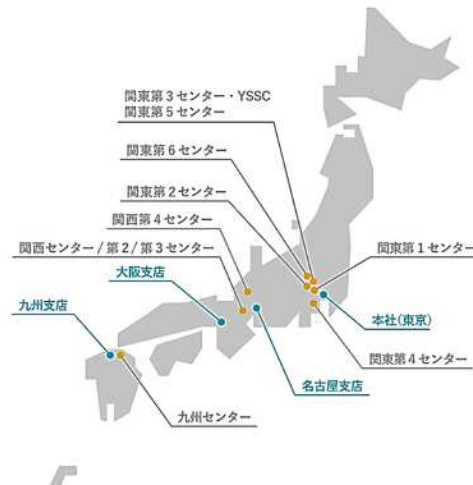 関東第3センター・YSSC
関東第5センター
関東第6センター
関東第2センター
関西第4センター
関西センター/第2/第3センター
大阪支店
九州支店
関東第1センター
本社(東京)
関東第4センター
名古屋支店
九州センター